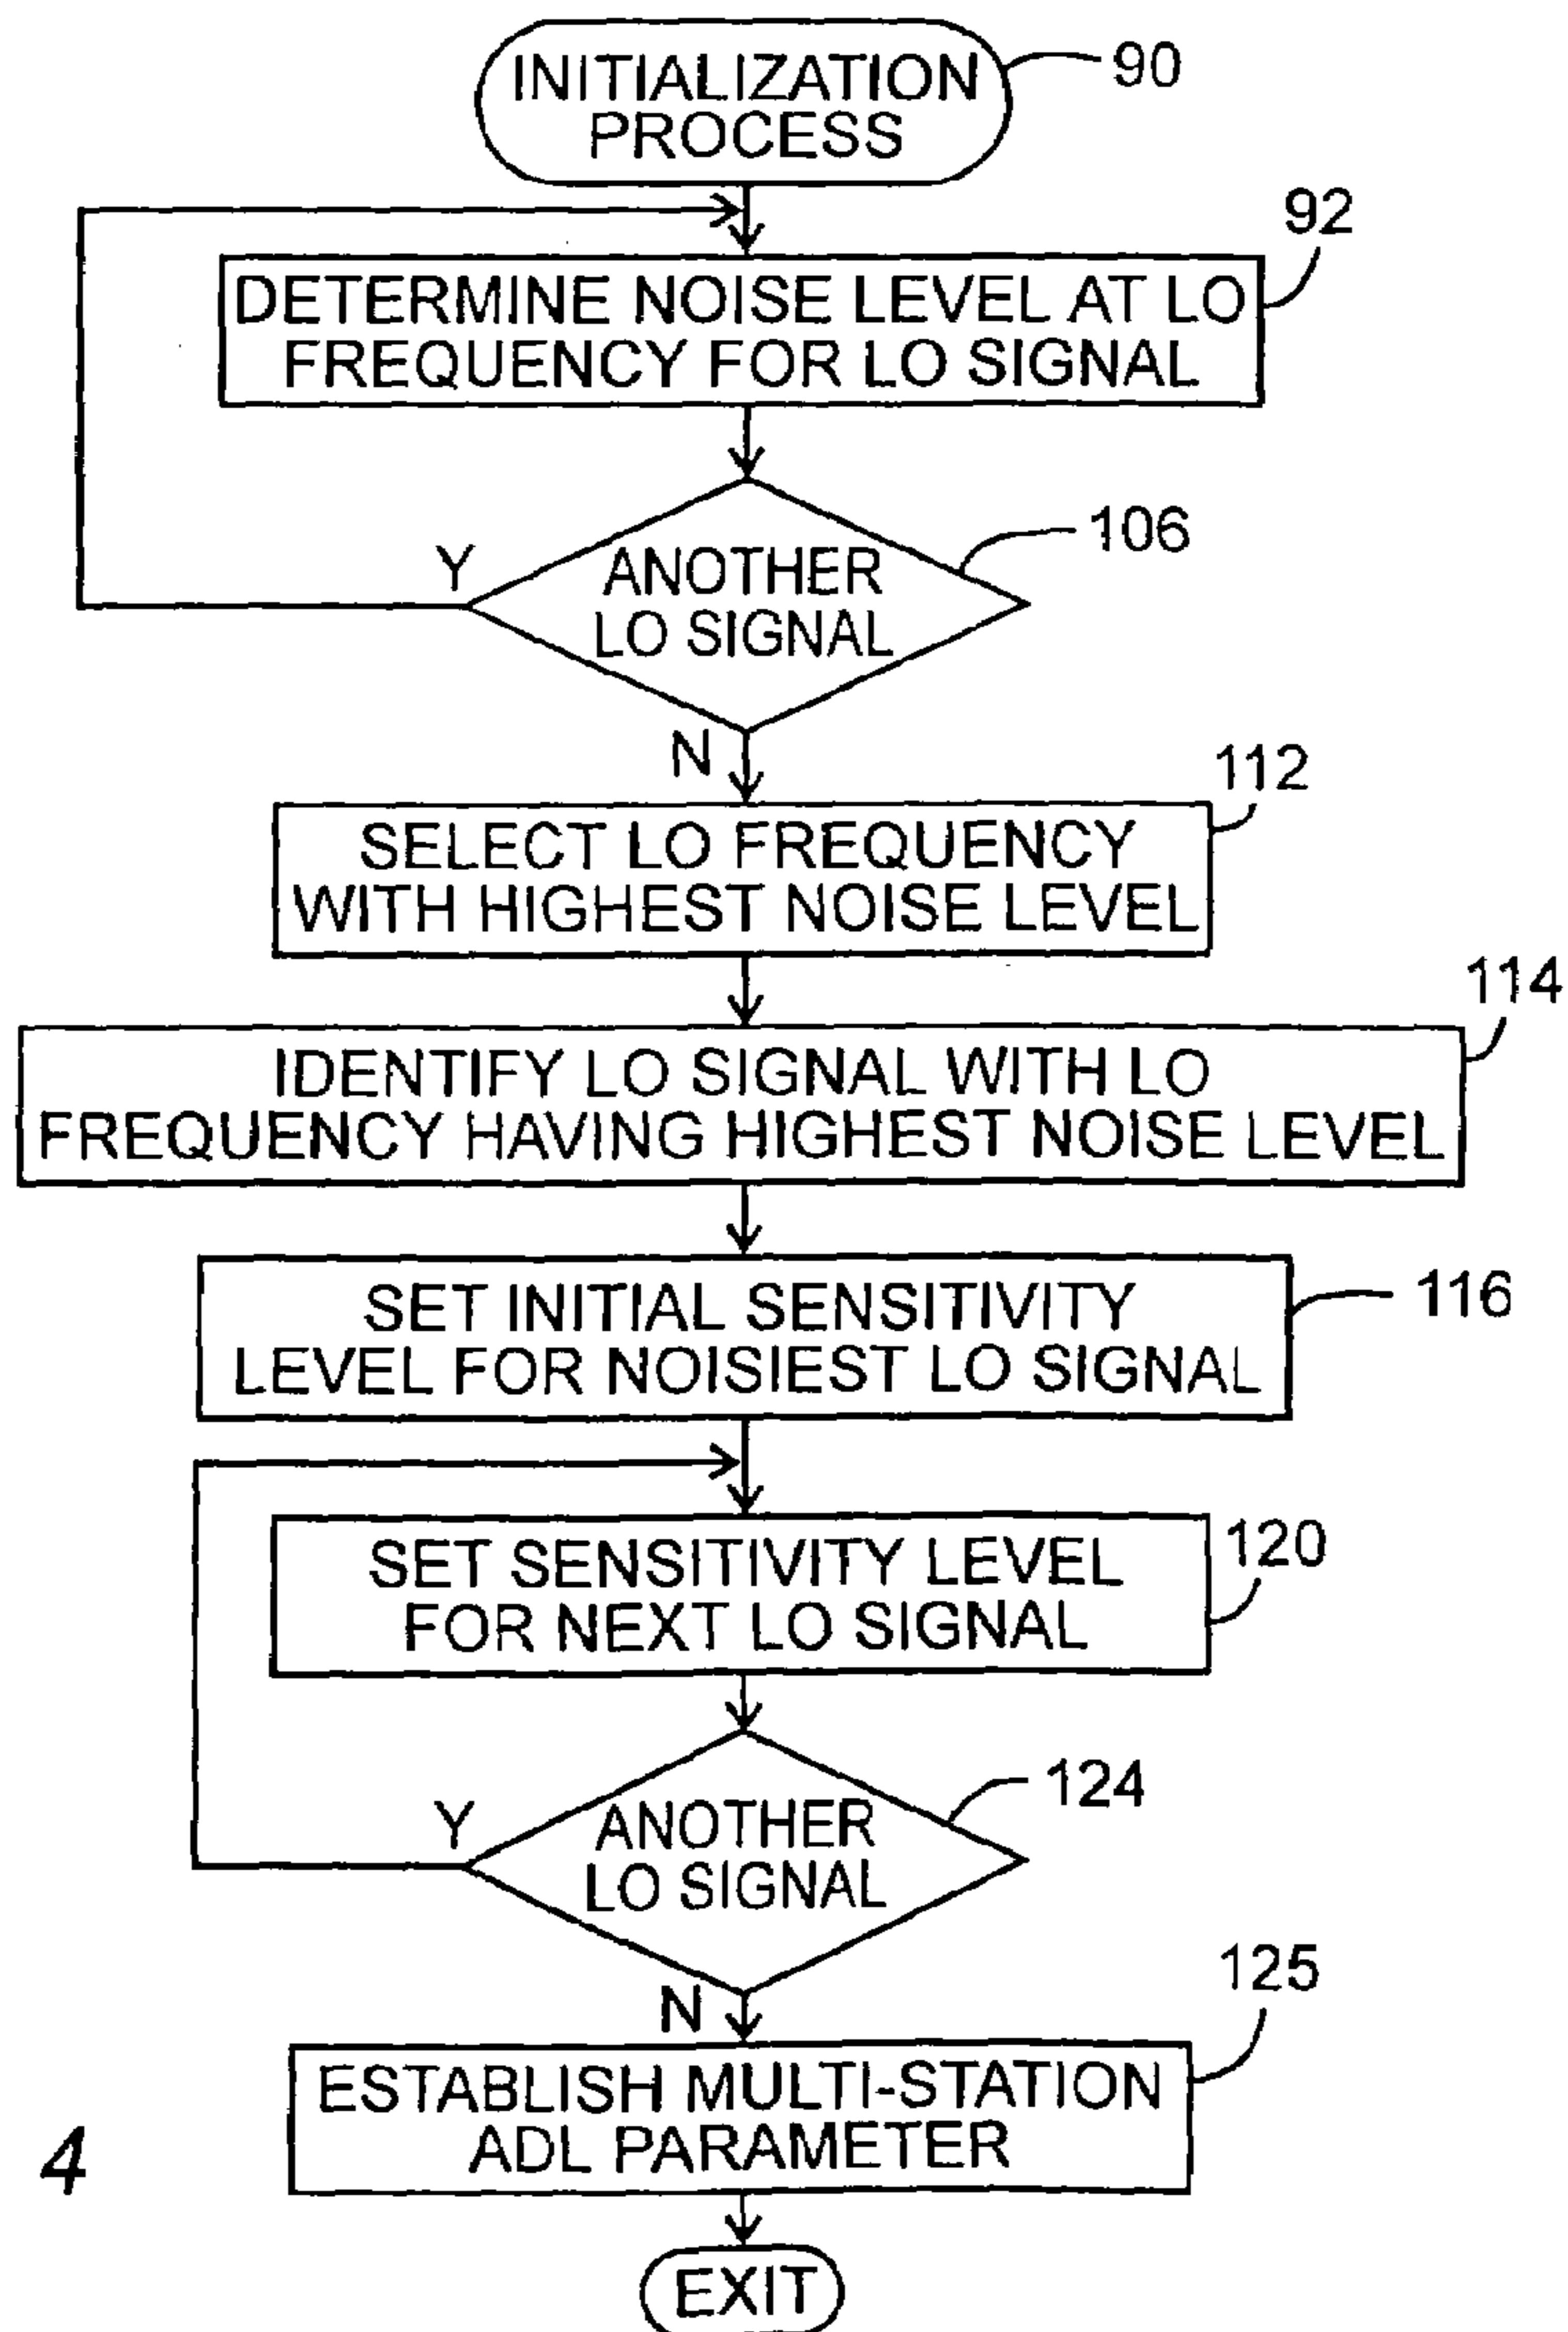 INITIALIZATION
PROCESS
90
92
DETERMINE NOISE LEVEL AT LO
FREQUENCY FOR LO SIGNAL
106
Y
ANOTHER
LO SIGNAL
N
112
SELECT LO FREQUENCY
WITH HIGHEST NOISE LEVEL
114
IDENTIFY LO SIGNAL WITH LO
FREQUENCY HAVING HIGHEST NOISE LEVEL
116
SET INITIAL SENSITIVITY
LEVEL FOR NOISIEST LO SIGNAL
120
SET SENSITIVITY LEVEL
FOR NEXT LO SIGNAL
124
Y
ANOTHER
LO SIGNAL
N
125
ESTABLISH MULTI-STATION
ADL PARAMETER
4
EXIT